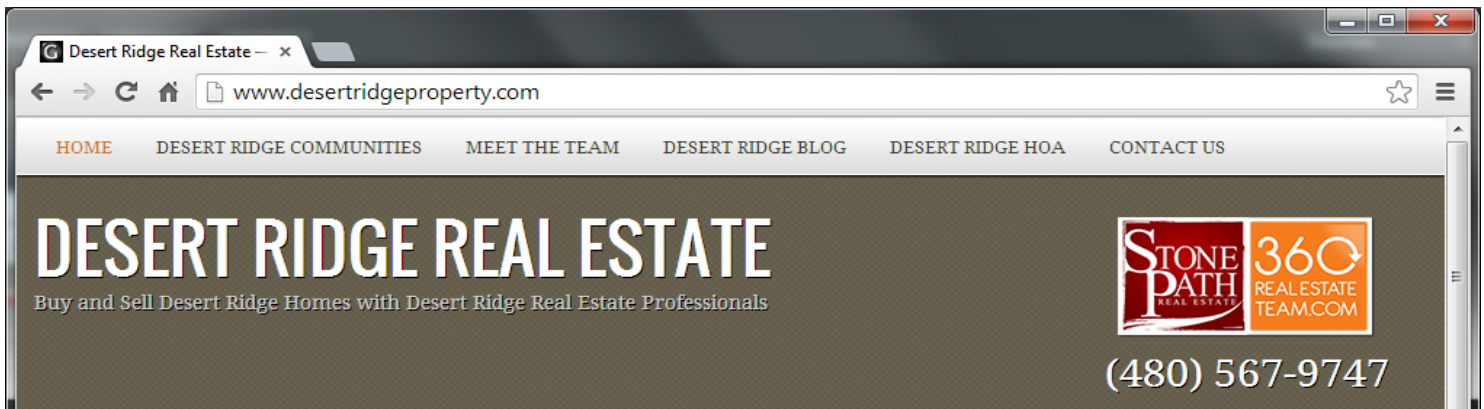 Desert Ridge Real Estate —
www.desertridgeproperty.com
HOME DESERT RIDGE COMMUNITIES MEET THE TEAM DESERT RIDGE BLOG DESERT RIDGE HOA CONTACT US
DESERT RIDGE REAL ESTATE
Buy and Sell Desert Ridge Homes with Desert Ridge Real Estate Professionals
STONE PATH
REAL ESTATE
360
REAL ESTATE
TEAM.COM
(480) 567-9747